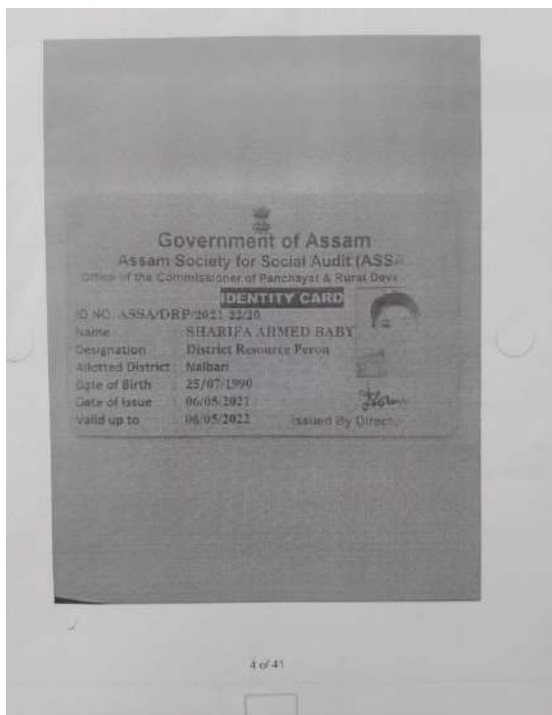 Government of Assam
Assam Society for Social Audit (ASSA
Office of the Commissioner of Panchayat & Rural Deve
IDENTITY CARD
ID NO. ASSA/DRP/2021-22/20
Name : SHARIFA AHMED BABY
Designation : District Resource Peron
Allotted District : Nalbari
Date of Birth : 25/07/1990
Date of Issue : 06/05/2021
Valid up to : 06/05/2022
Issued By Director
4 of 41